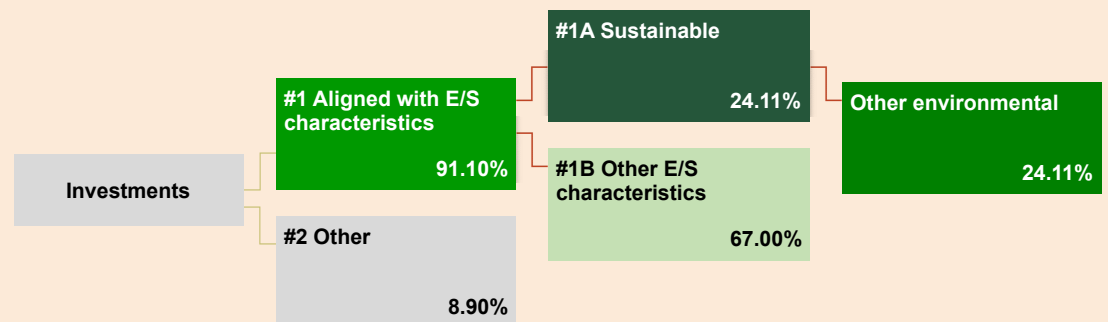 Investments
#1 Aligned with E/S
characteristics
91.10%
#2 Other
8.90%
#1A Sustainable
24.11%
#1B Other E/S
characteristics
67.00%
Other environmental
24.11%